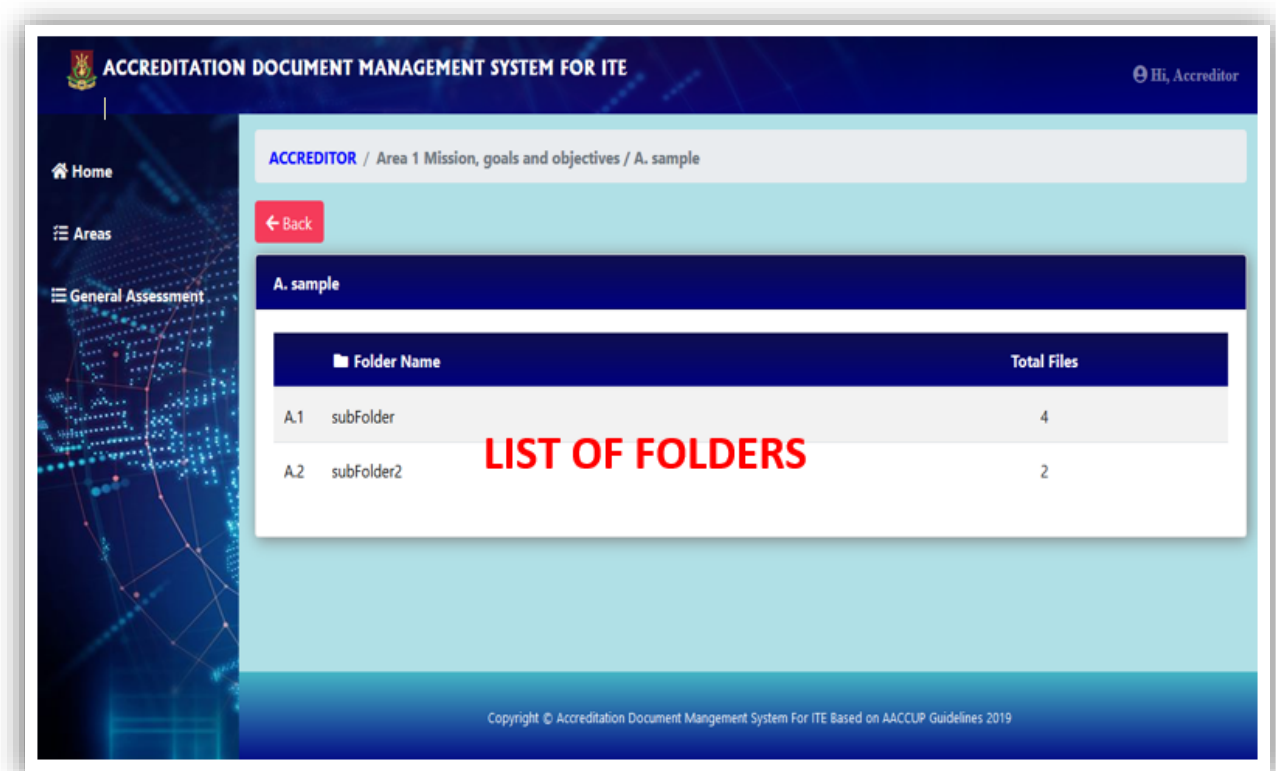 ACCREDITATION DOCUMENT MANAGEMENT SYSTEM FOR ITE
Hi, Accreditor
Home
Areas
General Assessment
ACCREDITOR / Area 1 Mission, goals and objectives / A. sample
Back
A. sample
Folder Name Total Files
A.1 subFolder 4
LIST OF FOLDERS
A.2 subFolder2 2
Copyright © Accreditation Document Mangement System For ITE Based on AACCUP Guidelines 2019